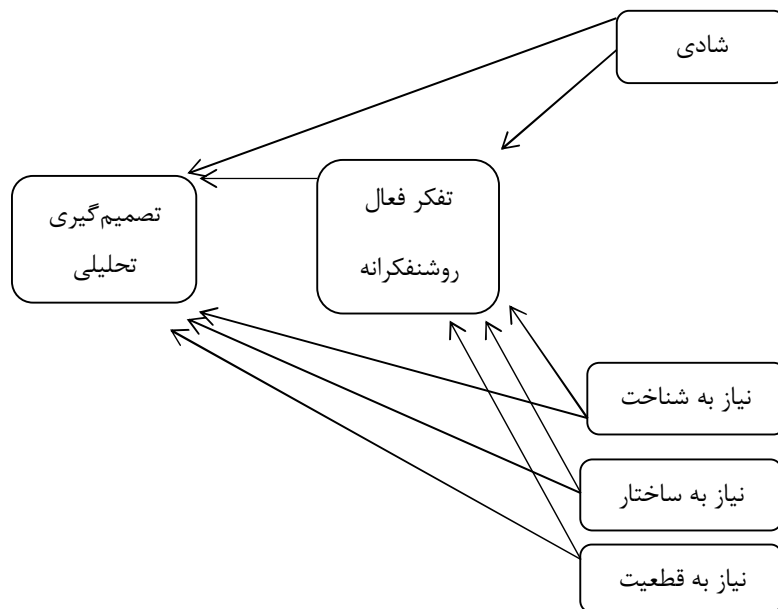 شادی
تفکر فعال
روشنفکرانه
تصمیم‌گیری
تحلیلی
نیاز به شناخت
نیاز به ساختار
نیاز به قطعیت